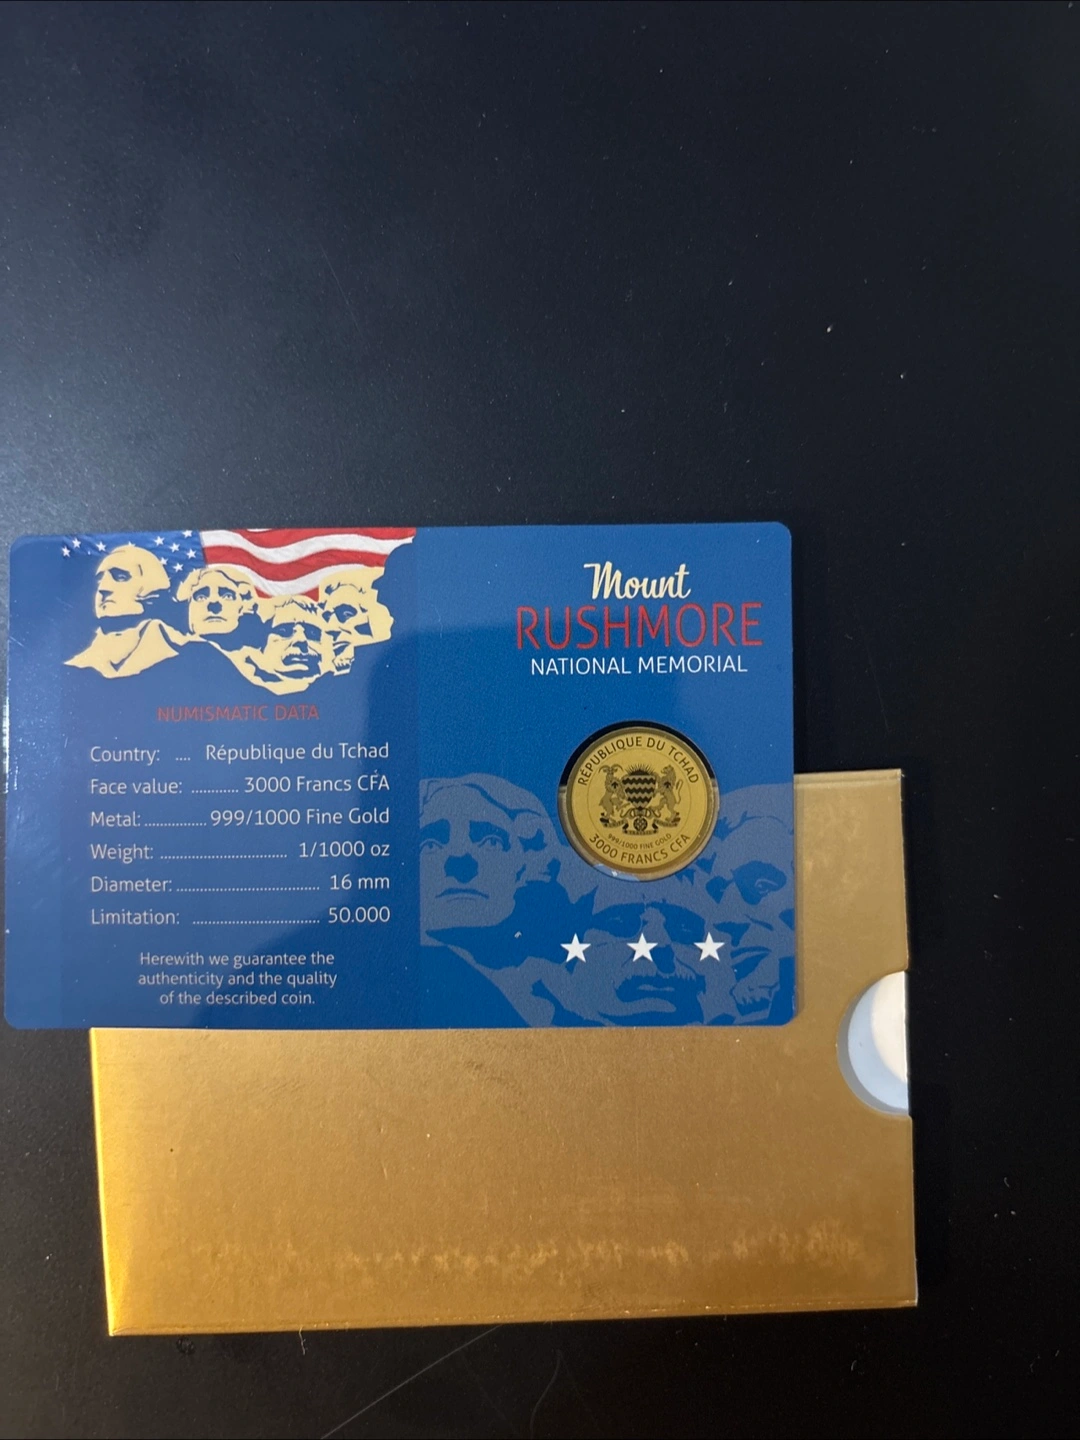 NUMISMATIC DATA
Country: .... République du Tchad
Face value: ............ 3000 Francs CFA
Metal: ............... 999/1000 Fine Gold
Weight: ............................... 1/1000 oz
Diameter: ................................... 16 mm
Limitation: ............................... 50.000
Herewith we guarantee the
authenticity and the quality
of the described coin.
Mount
RUSHMORE
NATIONAL MEMORIAL
RÉPUBLIQUE DU TCHAD
999/1000 FINE GOLD
3000 FRANCS CFA